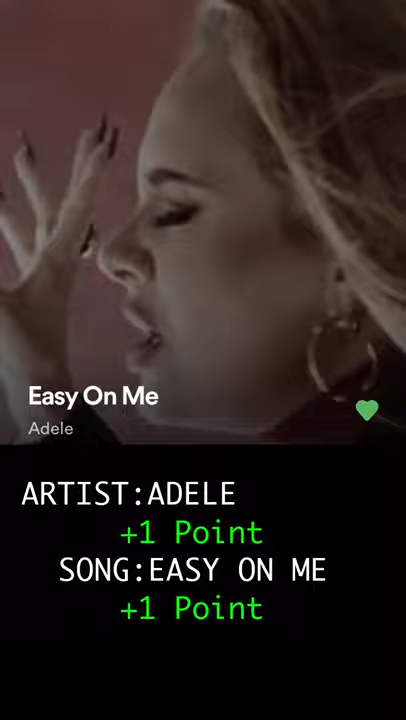 Easy On Me
Adele
ARTIST:ADELE
+1 Point
SONG:EASY ON ME
+1 Point